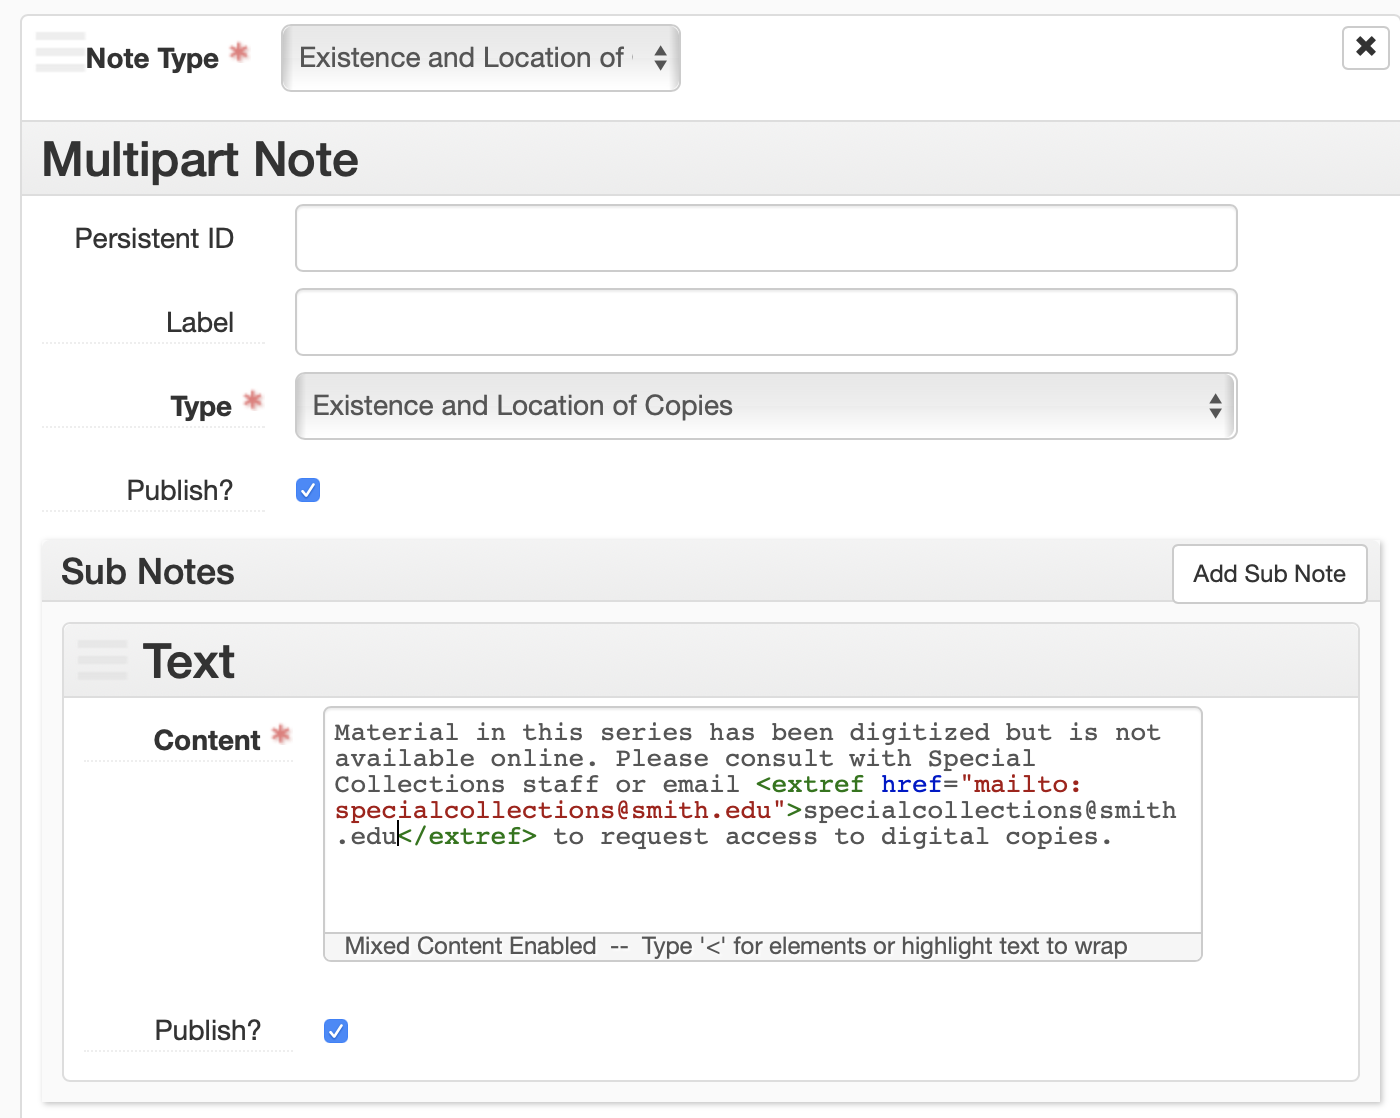 Note Type *
Existence and Location of
Multipart Note
Persistent ID
Label
Type *
Existence and Location of Copies
Publish?
Sub Notes
Add Sub Note
Text
Content *
Material in this series has been digitized but is not
available online. Please consult with Special
Collections staff or email <extref href="mailto:
specialcollections@smith.edu">specialcollections@smith
.edu</extref> to request access to digital copies.
Mixed Content Enabled -- Type '<' for elements or highlight text to wrap
Publish?